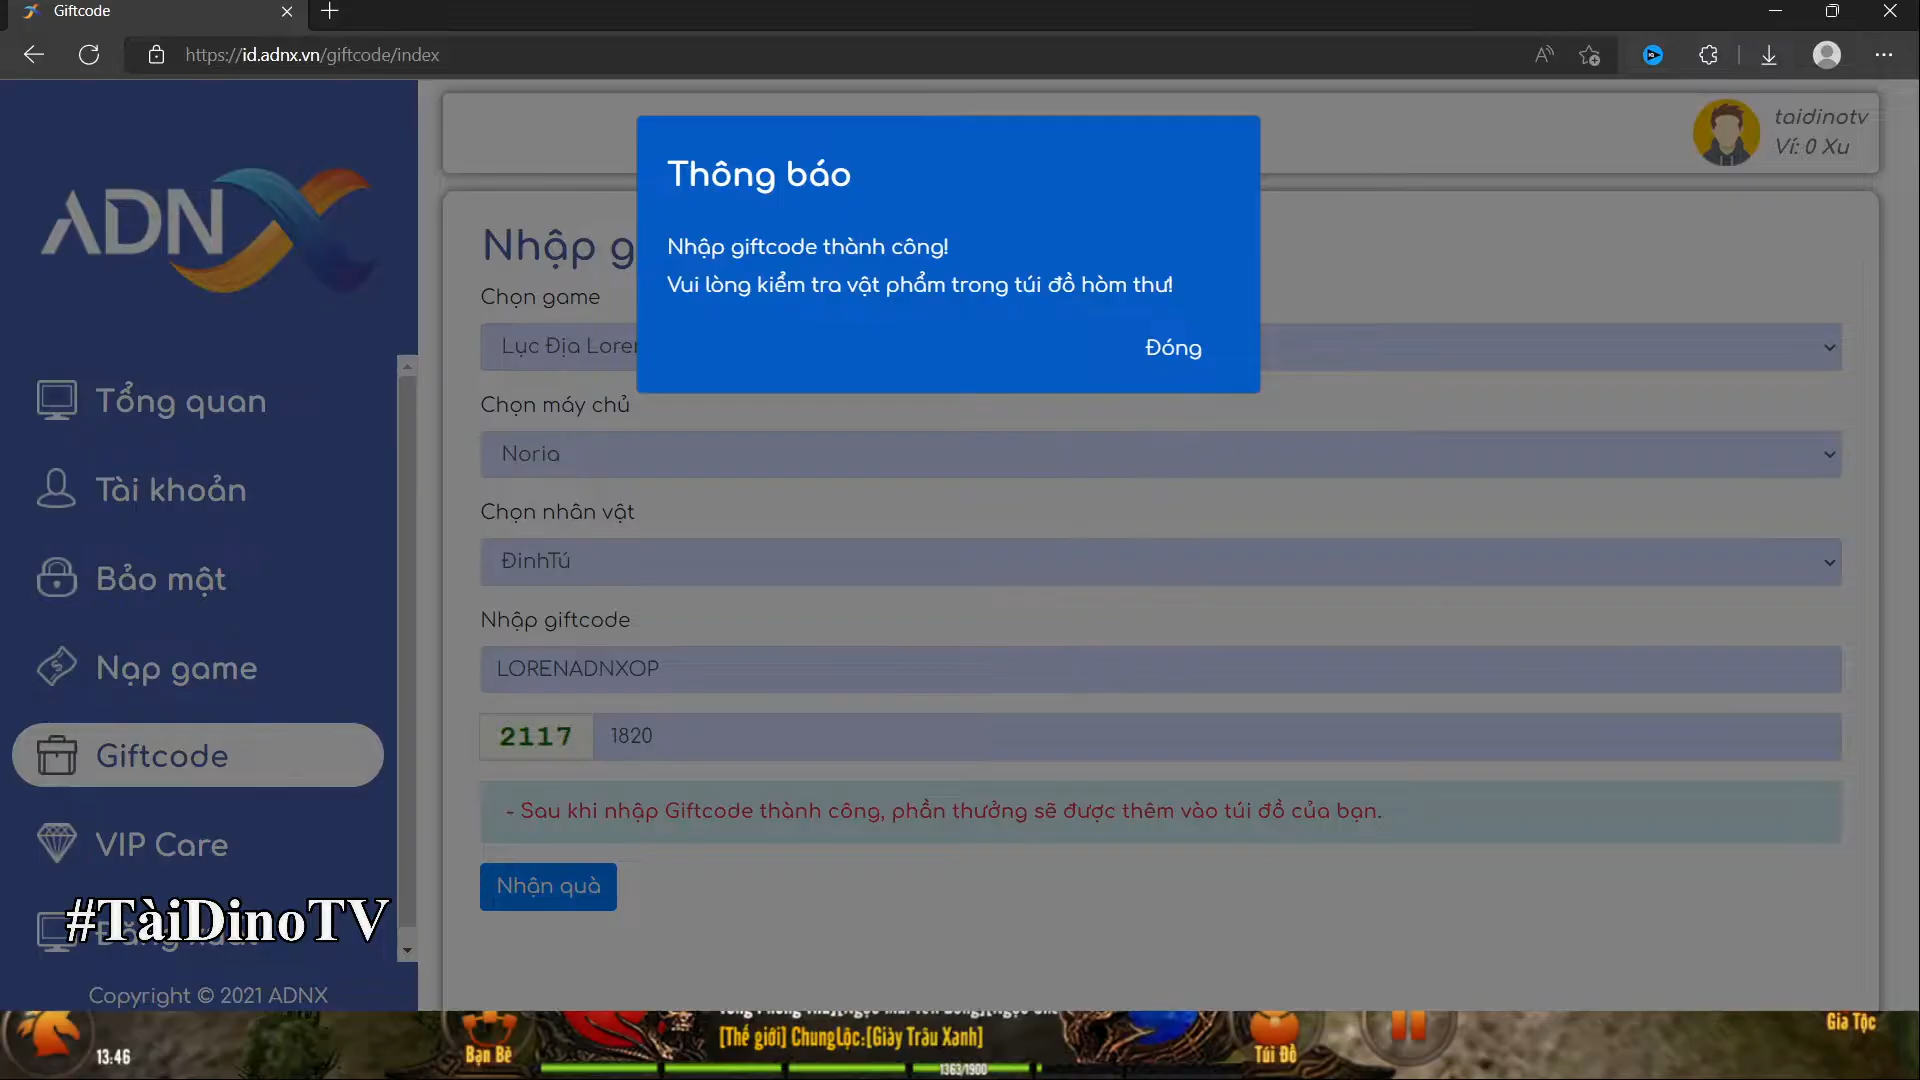 Giftcode
https://id.adnx.vn/giftcode/index
taidinotv
Ví: 0 Xu
ADNX
Thông báo
Nhập giftcode thành công!
Vui lòng kiểm tra vật phẩm trong túi đồ hòm thư!
Đóng
Nhập g
Chọn game
Lục Địa Loren
Chọn máy chủ
Noria
Chọn nhân vật
ĐinhTú
Nhập giftcode
LORENADNXOP
2117
1820
- Sau khi nhập Giftcode thành công, phần thưởng sẽ được thêm vào túi đồ của bạn.
Nhận quà
Tổng quan
Tài khoản
Bảo mật
Nạp game
Giftcode
VIP Care
#TàiDinoTV
Copyright © 2021 ADNX
13:46
Bạn Bè
[Thế giới] ChungLộc:[Giày Trâu Xanh]
1363/1900
Túi Đồ
Gia Tộc